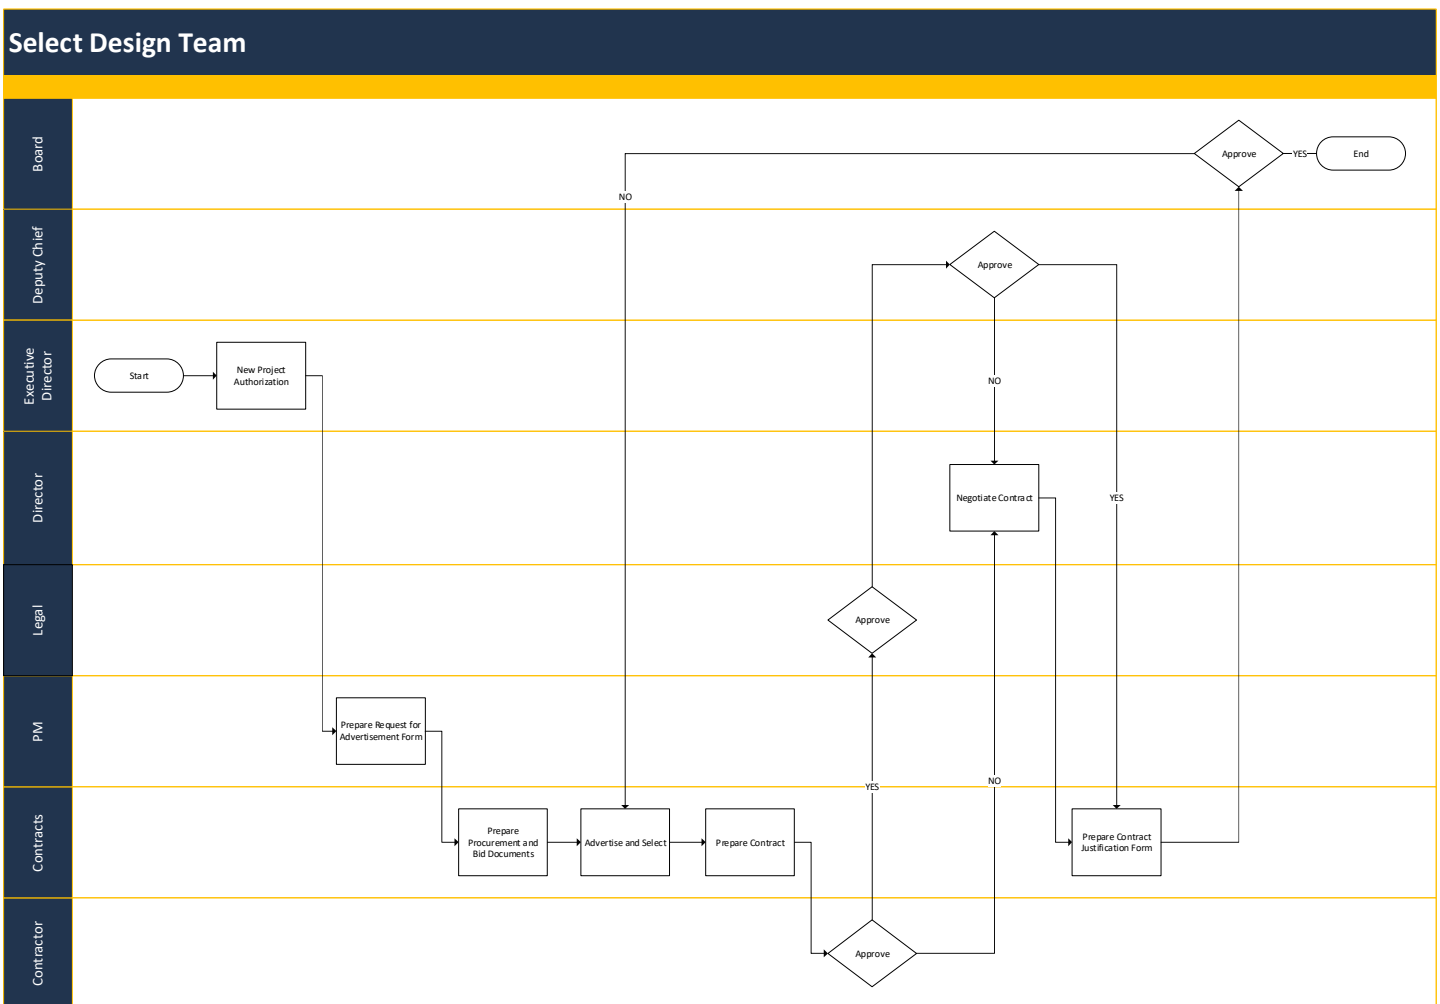 Select Design Team
Board
Approve
YES
End
NO
Deputy Chief
Approve
Executive
Director
Start
New Project
Authorization
NO
Director
Negotiate Contract
YES
Legal
Approve
PM
Prepare Request for
Advertisement Form
NO
YES
Contracts
Prepare
Procurement and
Bid Documents
Advertise and Select
Prepare Contract
Prepare Contract
Justification Form
Contractor
Approve